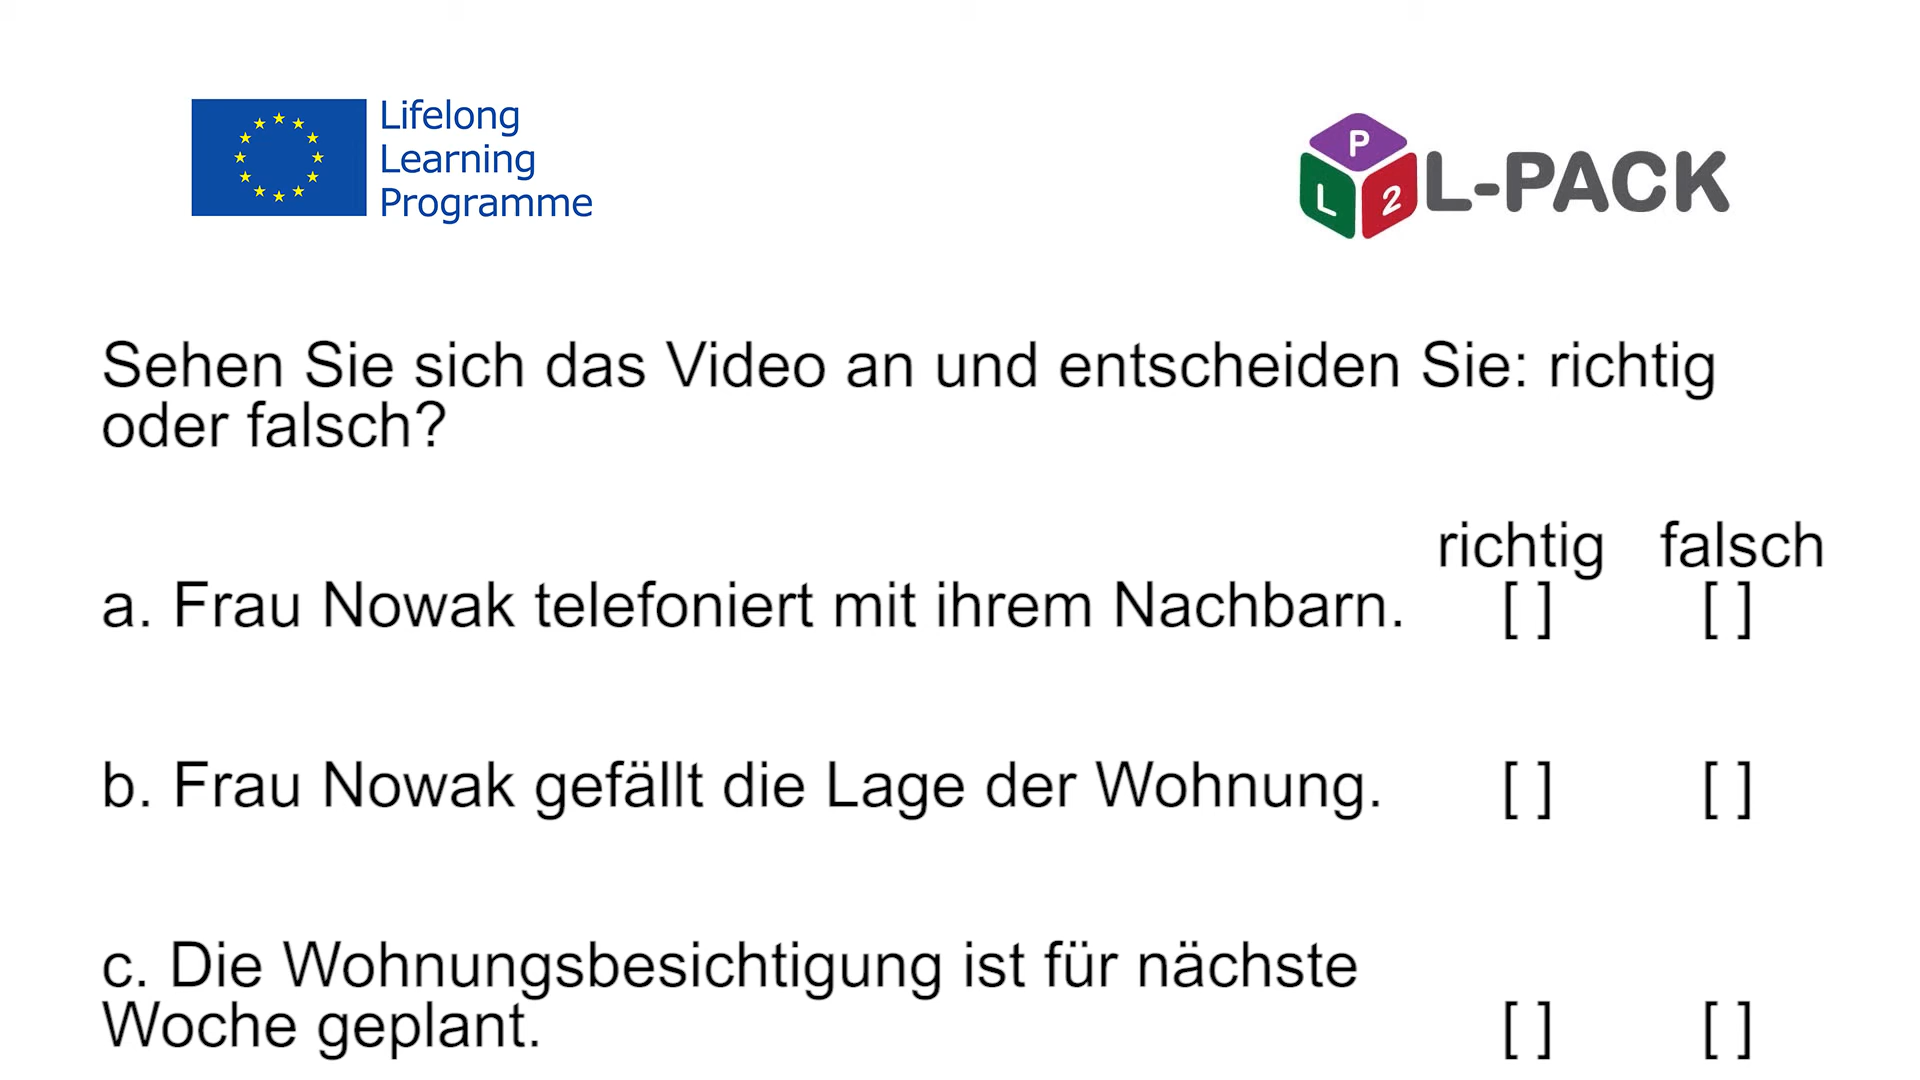 Lifelong
Learning
Programme
P
L
2
L-PACK
Sehen Sie sich das Video an und entscheiden Sie: richtig
oder falsch?
richtig falsch
a. Frau Nowak telefoniert mit ihrem Nachbarn. [ ] [ ]
b. Frau Nowak gefällt die Lage der Wohnung. [ ] [ ]
c. Die Wohnungsbesichtigung ist für nächste
Woche geplant. [ ] [ ]